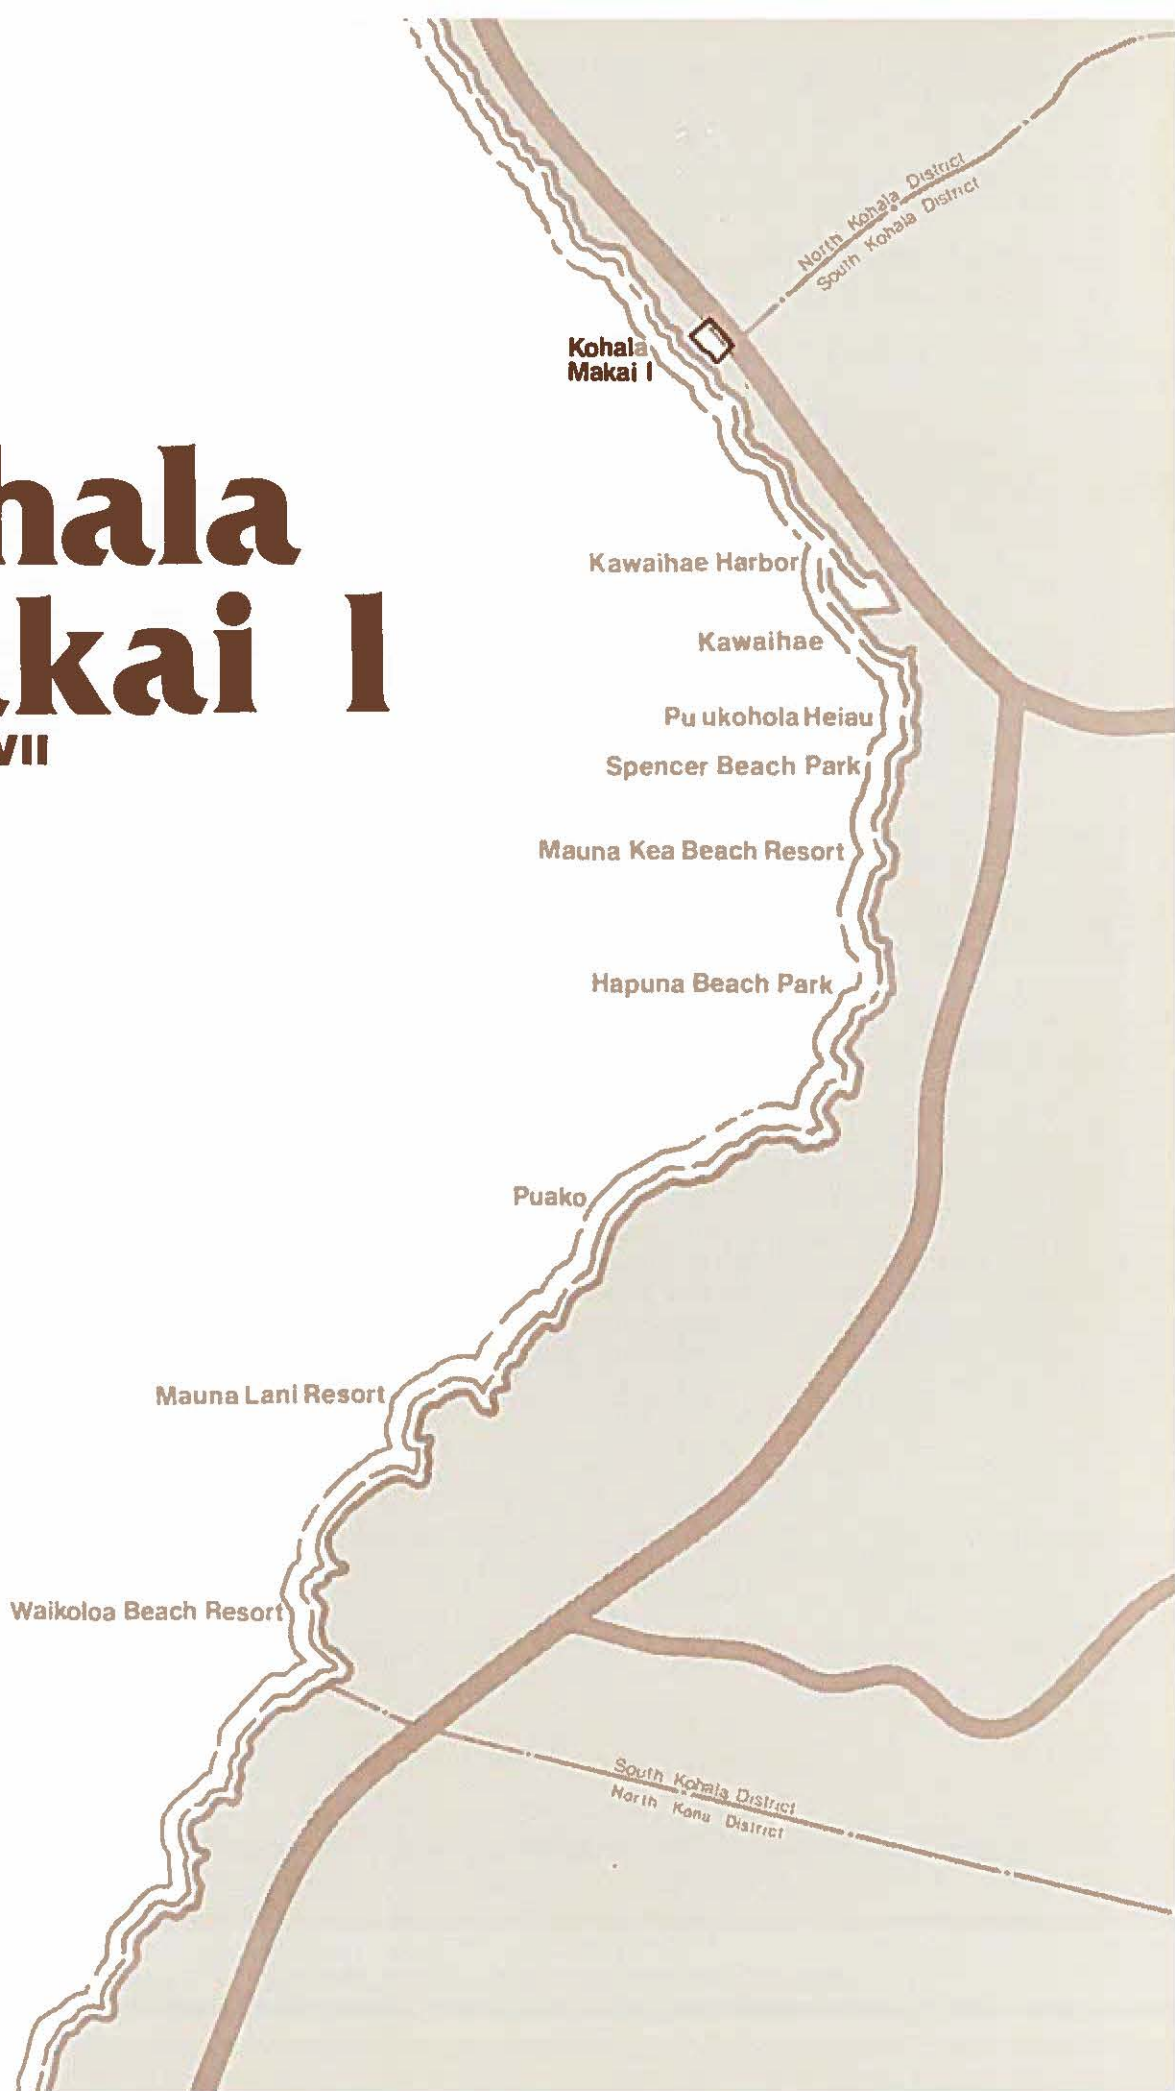 North Kohala District
South Kohala District
Kohala
Makai I
hala
kai I
VII
Kawaihae Harbor
Kawaihae
Pu ukohola Heiau
Spencer Beach Park
Mauna Kea Beach Resort
Hapuna Beach Park
Puako
Mauna Lani Resort
Waikoloa Beach Resort
South Kohala District
North Kona District